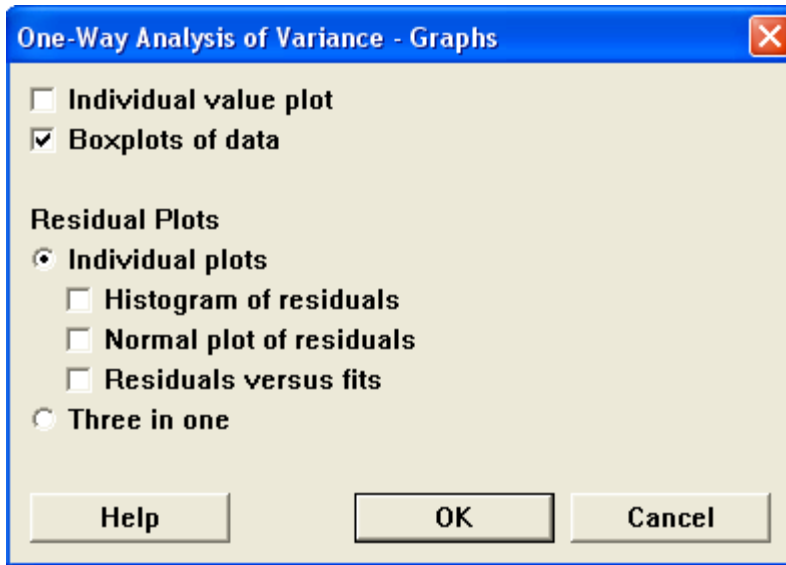 One-Way Analysis of Variance - Graphs
Individual value plot
Boxplots of data
Residual Plots
Individual plots
Histogram of residuals
Normal plot of residuals
Residuals versus fits
Three in one
Help OK Cancel